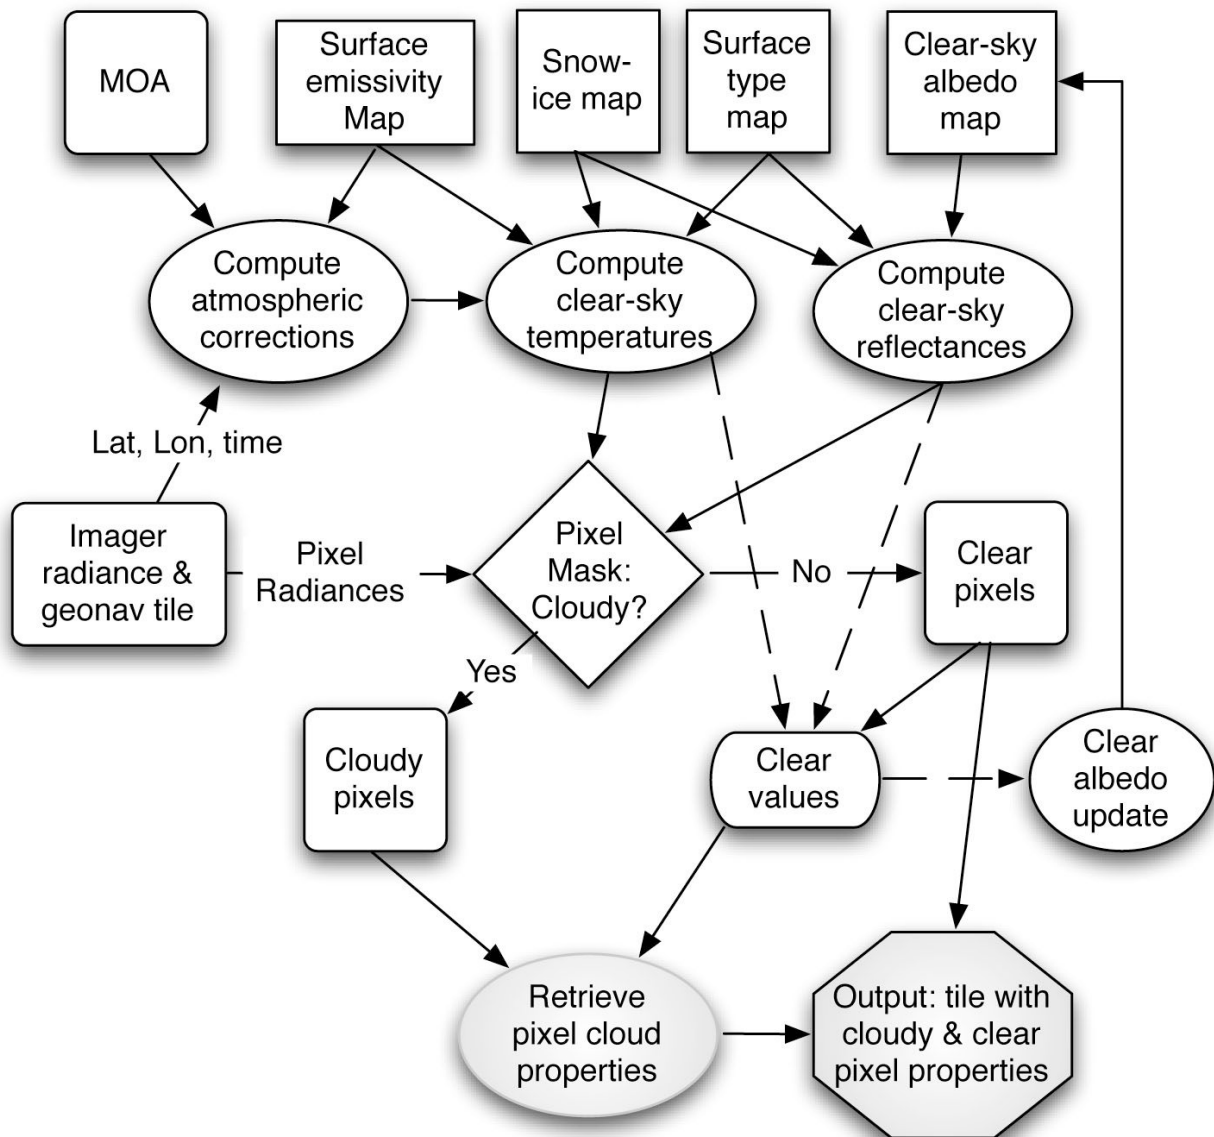 MOA
Surface
emissivity
Map
Snow-
ice map
Surface
type
map
Clear-sky
albedo
map
Compute
atmospheric
corrections
Compute
clear-sky
temperatures
Compute
clear-sky
reflectances
Lat, Lon, time
Imager
radiance &
geonav tile
Pixel
Radiances
Pixel
Mask:
Cloudy?
No
Clear
pixels
Yes
Cloudy
pixels
Clear
values
Clear
albedo
update
Retrieve
pixel cloud
properties
Output: tile with
cloudy & clear
pixel properties